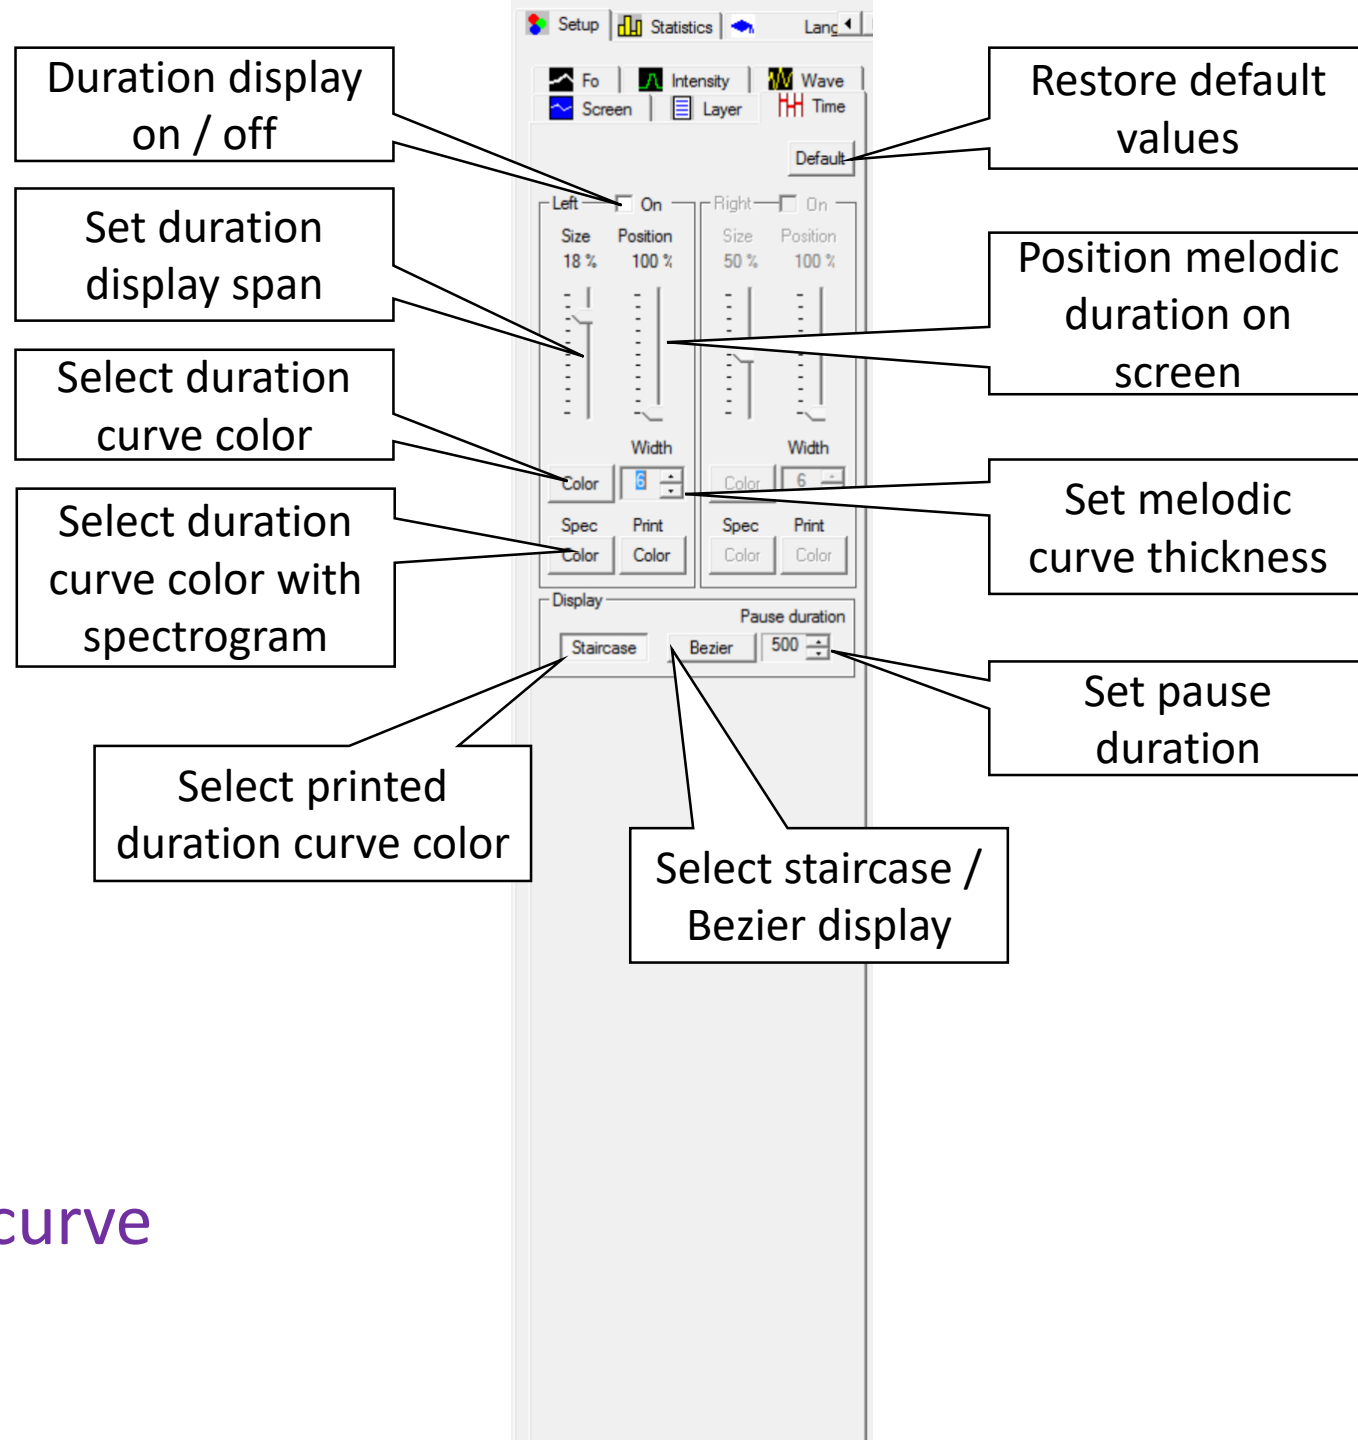 Setup Statistics Lang
Fo Intensity Wave
Screen Layer Time
Default
Duration display
on / off
Restore default
values
Left On Right On
Size Position Size Position
18 % 100 % 50 % 100 %
Set duration
display span
Position melodic
duration on
screen
Select duration
curve color
Width Width
Color 6 Color 6
Set melodic
curve thickness
Select duration
curve color with
spectrogram
Spec Print Spec Print
Color Color Color Color
Display
Pause duration
Staircase Bezier 500
Set pause
duration
Select printed
duration curve color
Select staircase /
Bezier display
curve